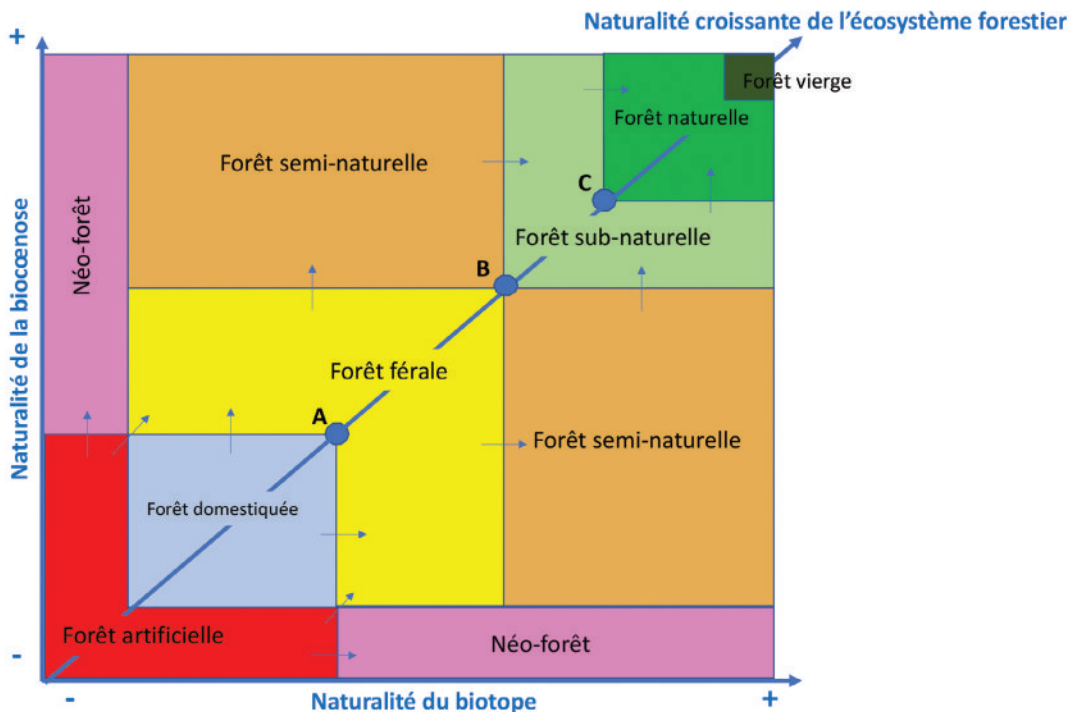 Naturalité croissante de l'écosystème forestier
+
Forêt vierge
Forêt naturelle
Forêt semi-naturelle
C
Néo-forêt
Forêt sub-naturelle
B
Naturalité de la biocœnose
Forêt férale
A
Forêt semi-naturelle
Forêt domestiquée
Forêt artificielle
Néo-forêt
-
-
Naturalité du biotope
+